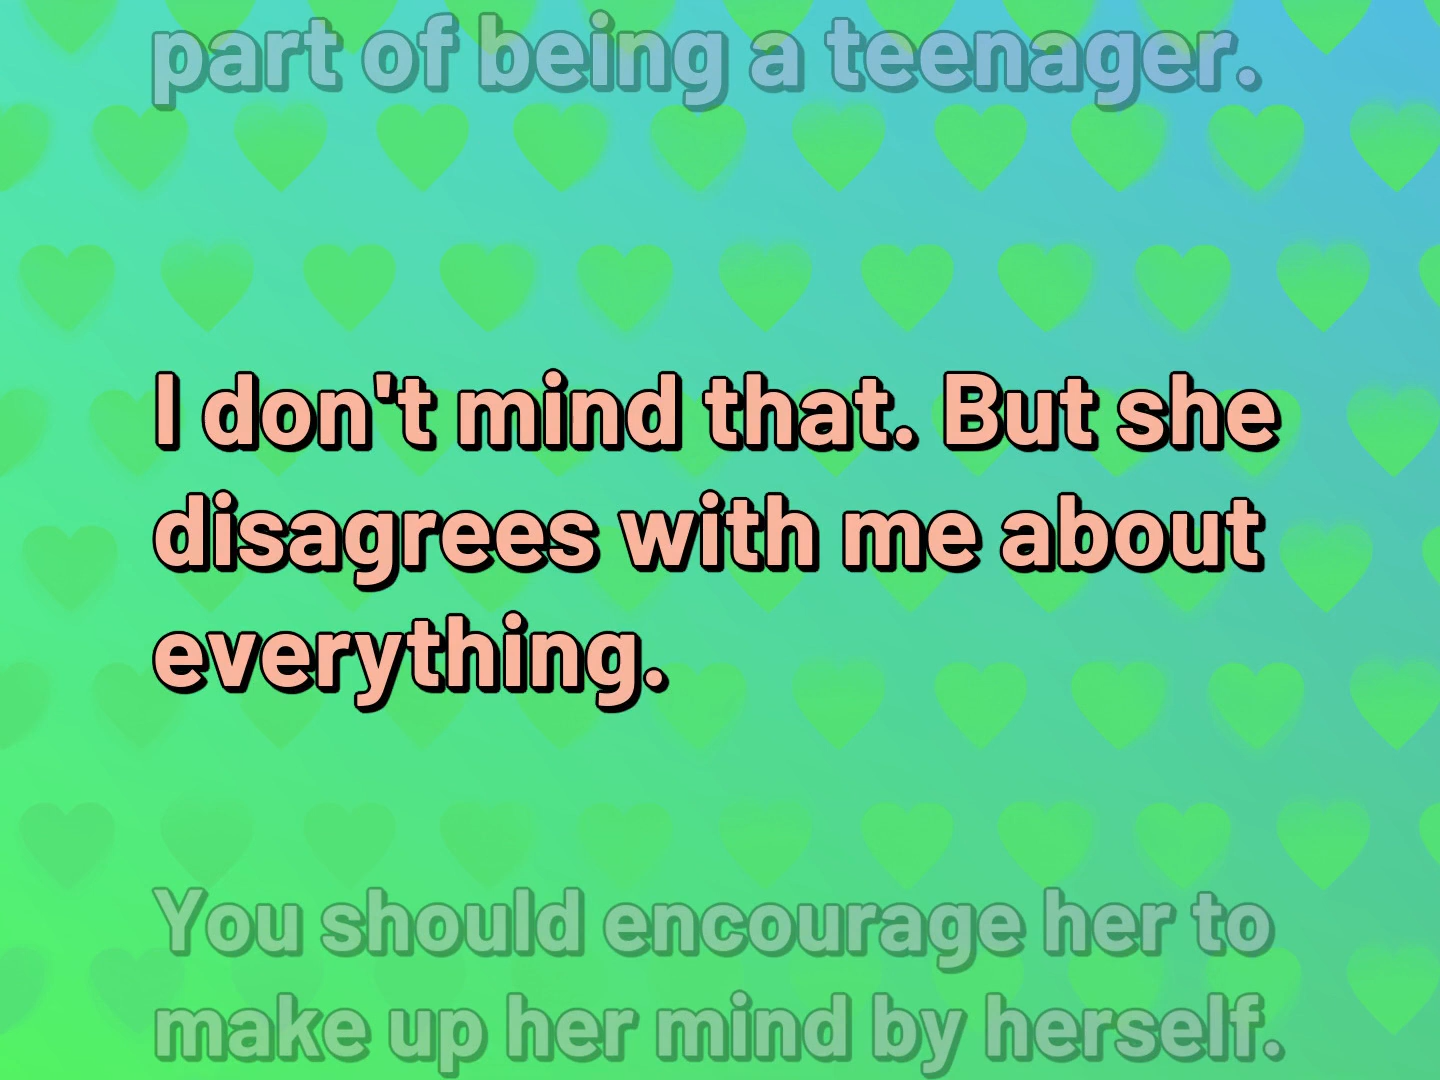 part of being a teenager.
I don't mind that. But she
disagrees with me about
everything.
You should encourage her to
make up her mind by herself.